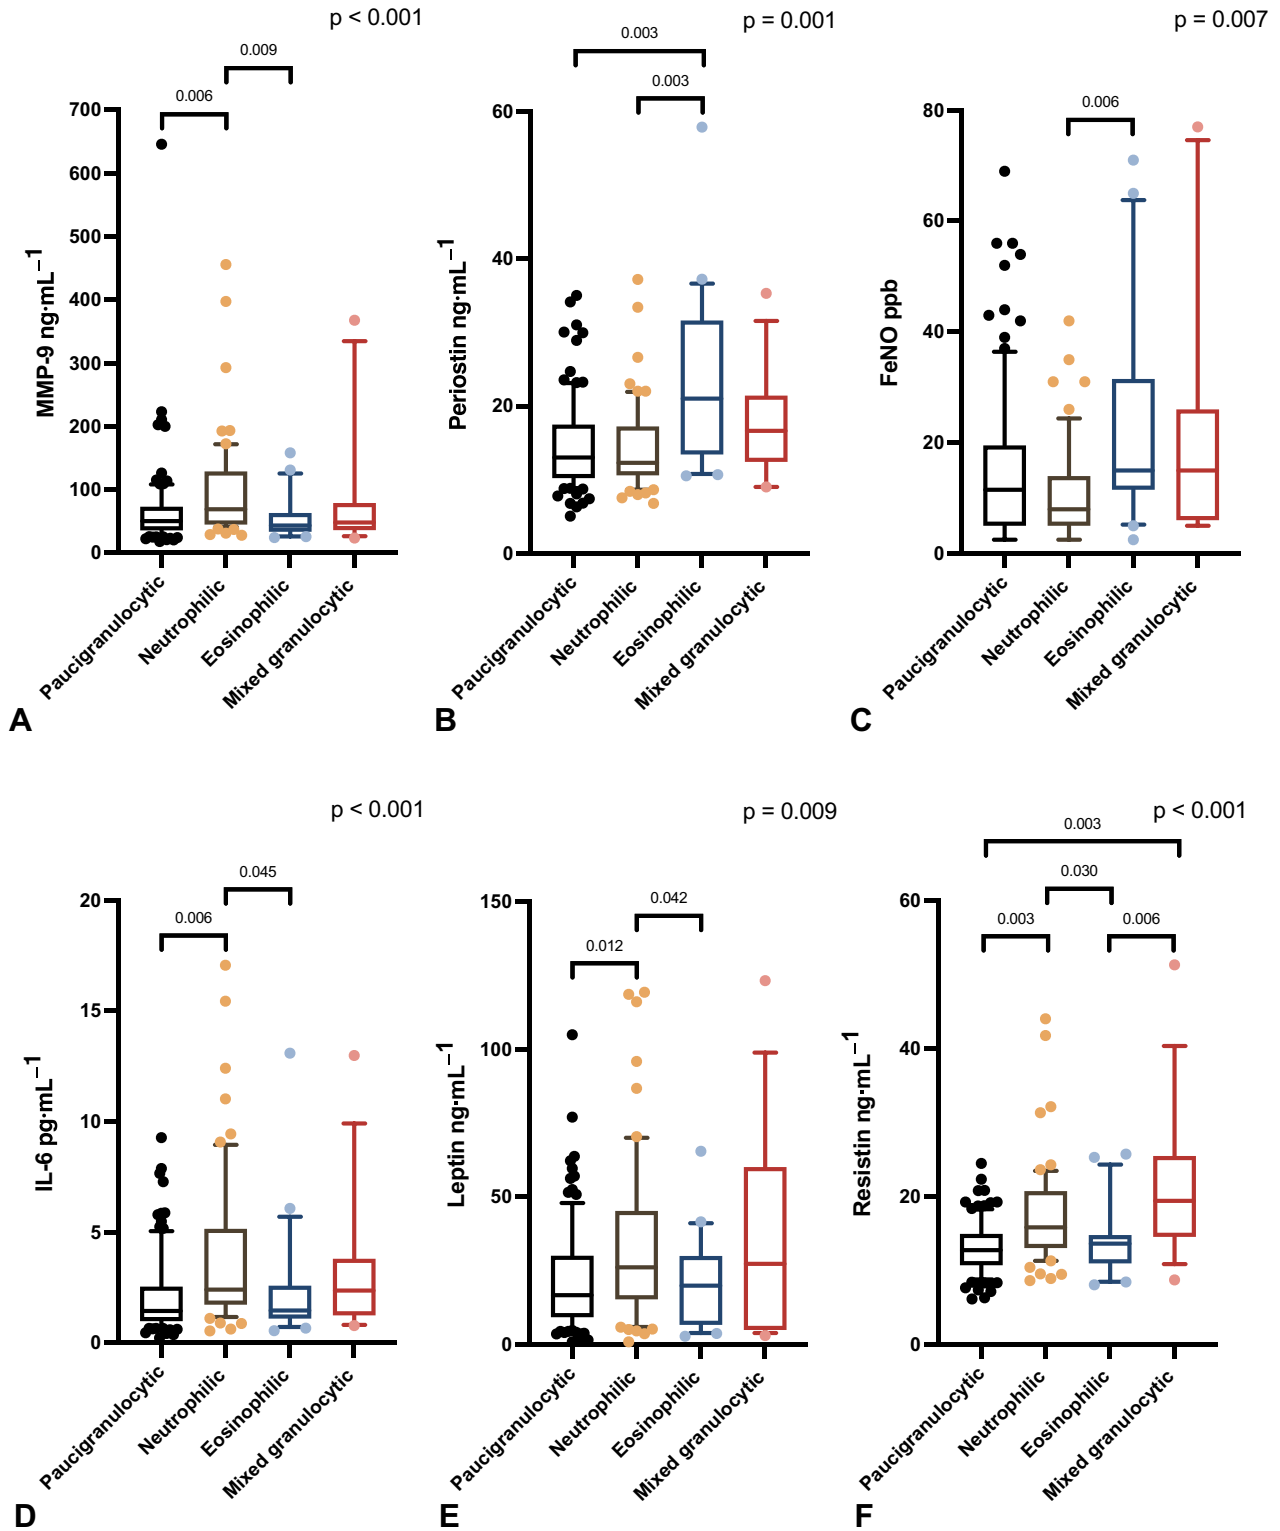 p < 0.001
0.009
0.006
700
600
500
400
300
200
100
0
MMP-9 ng·mL⁻¹
Paucigranulocytic
Neutrophilic
Eosinophilic
Mixed granulocytic
A
p = 0.001
0.003
0.003
60
40
20
0
Periostin ng·mL⁻¹
Paucigranulocytic
Neutrophilic
Eosinophilic
Mixed granulocytic
B
p = 0.007
0.006
80
60
40
20
0
FeNO ppb
Paucigranulocytic
Neutrophilic
Eosinophilic
Mixed granulocytic
C
p < 0.001
0.045
0.006
20
15
10
5
0
IL-6 pg·mL⁻¹
Paucigranulocytic
Neutrophilic
Eosinophilic
Mixed granulocytic
D
p = 0.009
0.042
0.012
150
100
50
0
Leptin ng·mL⁻¹
Paucigranulocytic
Neutrophilic
Eosinophilic
Mixed granulocytic
E
p < 0.001
0.003
0.030
0.003
0.006
60
40
20
0
Resistin ng·mL⁻¹
Paucigranulocytic
Neutrophilic
Eosinophilic
Mixed granulocytic
F